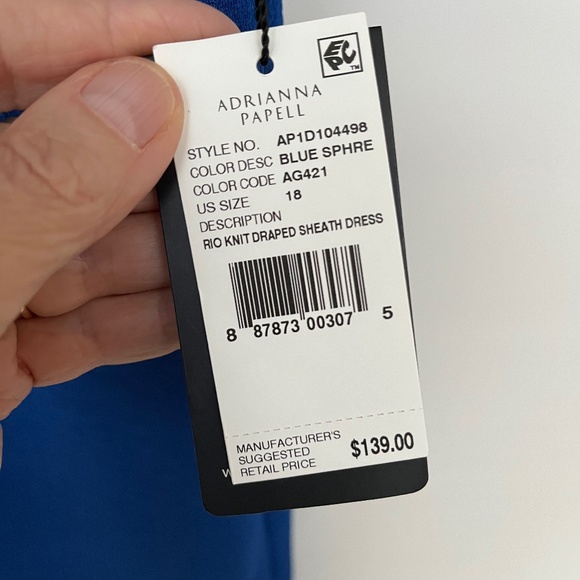 EPC™
ADRIANNA
PAPELL
STYLE NO. AP1D104498
COLOR DESC BLUE SPHRE
COLOR CODE AG421
US SIZE 18
DESCRIPTION
RIO KNIT DRAPED SHEATH DRESS
8 87873 00307 5
MANUFACTURER'S
SUGGESTED
RETAIL PRICE $139.00